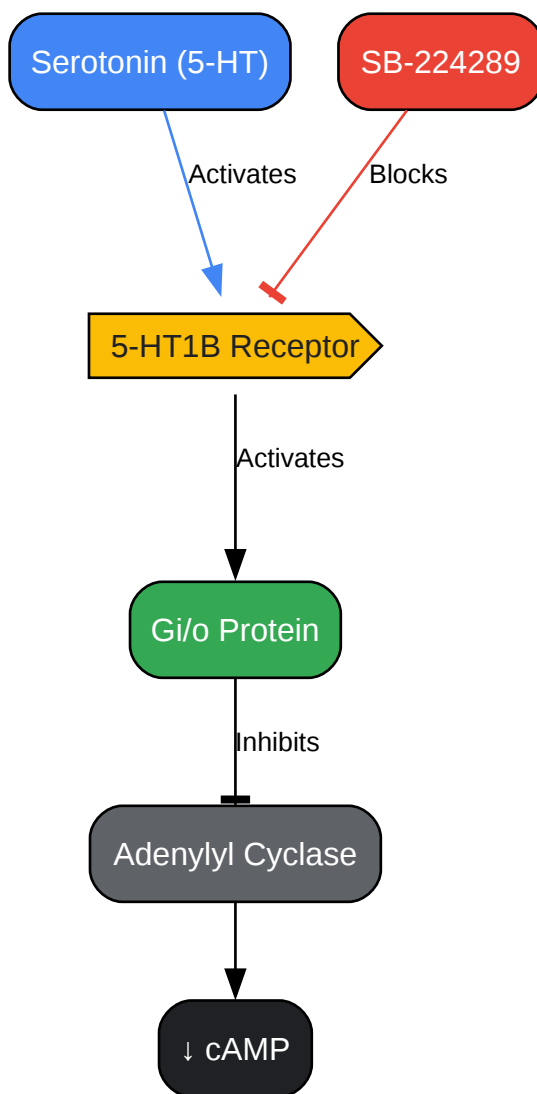 Serotonin (5-HT)
SB-224289
Activates
Blocks
5-HT1B Receptor
Activates
Gi/o Protein
Inhibits
Adenylyl Cyclase
↓ cAMP